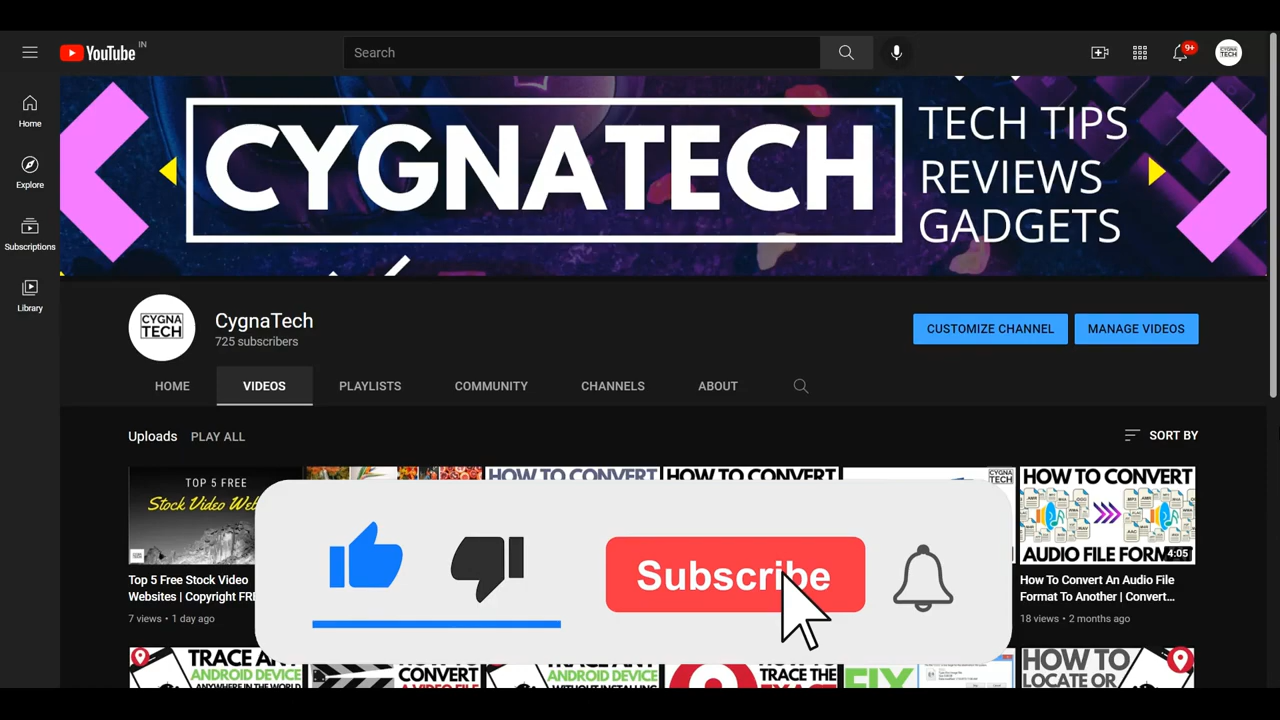 YouTube IN
Search
9+
CYGNA
TECH
Home
Explore
Subscriptions
Library
CYGNATECH
TECH TIPS
REVIEWS
GADGETS
CYGNA
TECH
CygnaTech
725 subscribers
CUSTOMIZE CHANNEL
MANAGE VIDEOS
HOME
VIDEOS
PLAYLISTS
COMMUNITY
CHANNELS
ABOUT
Uploads
PLAY ALL
SORT BY
TOP 5 FREE
Stock Video
HOW TO CONVERT
HOW TO CONVERT
CYGNA
TECH
HOW TO CONVERT
AUDIO FILE
4:05
Top 5 Free Stock Video
Websites | Copyright
7 views • 1 day ago
How To Convert An Audio File
Format To Another | Convert...
18 views • 2 months ago
Subscribe
TRACE ANY
ANDROID DEVICE
CONVERT
TRACE ANY
ANDROID DEVICE
HOW TO
TRACE THE
FIX
HOW TO
LOCATE OR